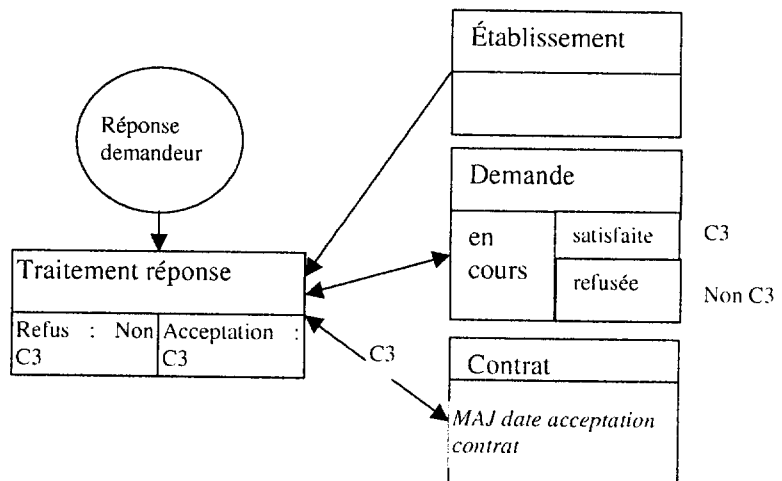 Établissement
Réponse
demandeur
Demande
en
cours
satisfaite
C3
refusée
Non C3
Traitement réponse
Refus : Non
C3
Acceptation :
C3
C3
Contrat
MAJ date acceptation
contrat